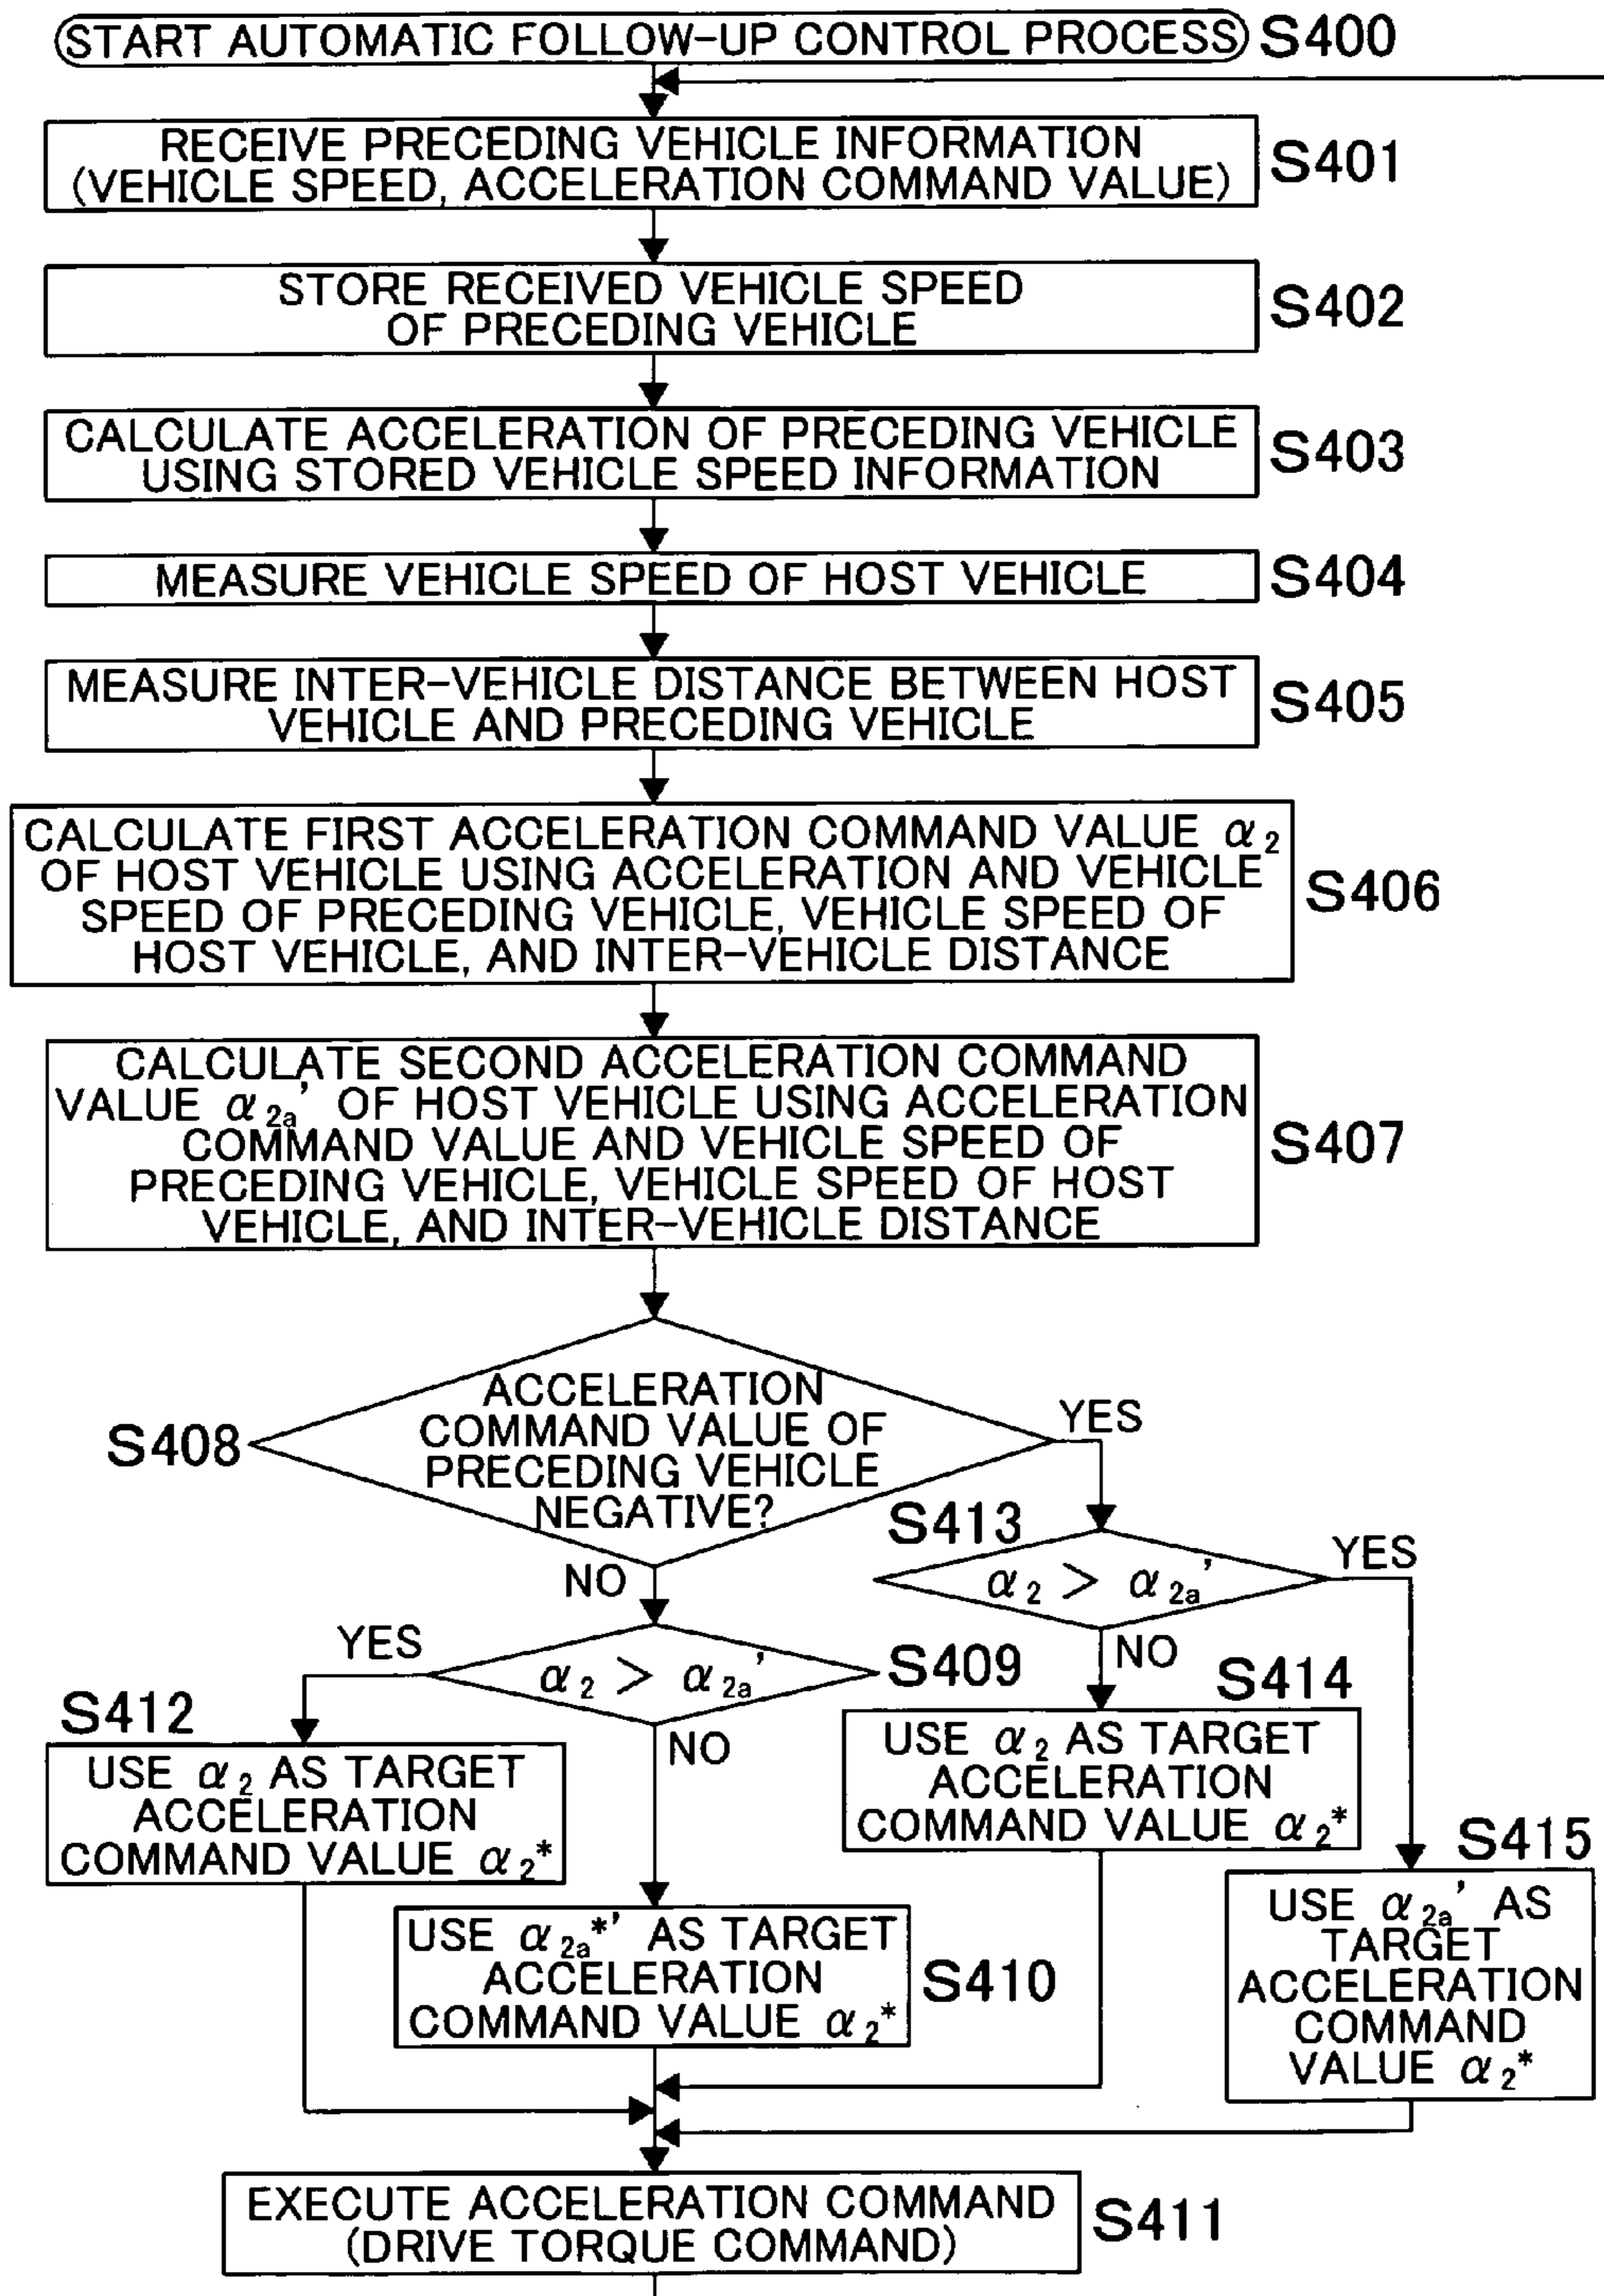 START AUTOMATIC FOLLOW-UP CONTROL PROCESS S400
RECEIVE PRECEDING VEHICLE INFORMATION
(VEHICLE SPEED, ACCELERATION COMMAND VALUE)
S401
STORE RECEIVED VEHICLE SPEED
OF PRECEDING VEHICLE
S402
CALCULATE ACCELERATION OF PRECEDING VEHICLE
USING STORED VEHICLE SPEED INFORMATION
S403
MEASURE VEHICLE SPEED OF HOST VEHICLE S404
MEASURE INTER-VEHICLE DISTANCE BETWEEN HOST
VEHICLE AND PRECEDING VEHICLE
S405
CALCULATE FIRST ACCELERATION COMMAND VALUE α₂
OF HOST VEHICLE USING ACCELERATION AND VEHICLE
SPEED OF PRECEDING VEHICLE, VEHICLE SPEED OF
HOST VEHICLE, AND INTER-VEHICLE DISTANCE
S406
CALCULATE SECOND ACCELERATION COMMAND
VALUE α₂ₐ' OF HOST VEHICLE USING ACCELERATION
COMMAND VALUE AND VEHICLE SPEED OF
PRECEDING VEHICLE, VEHICLE SPEED OF HOST
VEHICLE, AND INTER-VEHICLE DISTANCE
S407
S408
ACCELERATION
COMMAND VALUE OF
PRECEDING VEHICLE
NEGATIVE?
YES
NO
S413
α₂ > α₂ₐ'
YES
NO
S409
α₂ > α₂ₐ'
YES
NO
S412
USE α₂ AS TARGET
ACCELERATION
COMMAND VALUE α₂*
S414
USE α₂ AS TARGET
ACCELERATION
COMMAND VALUE α₂*
USE α₂ₐ*' AS TARGET
ACCELERATION
COMMAND VALUE α₂*
S410
S415
USE α₂ₐ' AS
TARGET
ACCELERATION
COMMAND
VALUE α₂*
EXECUTE ACCELERATION COMMAND
(DRIVE TORQUE COMMAND)
S411